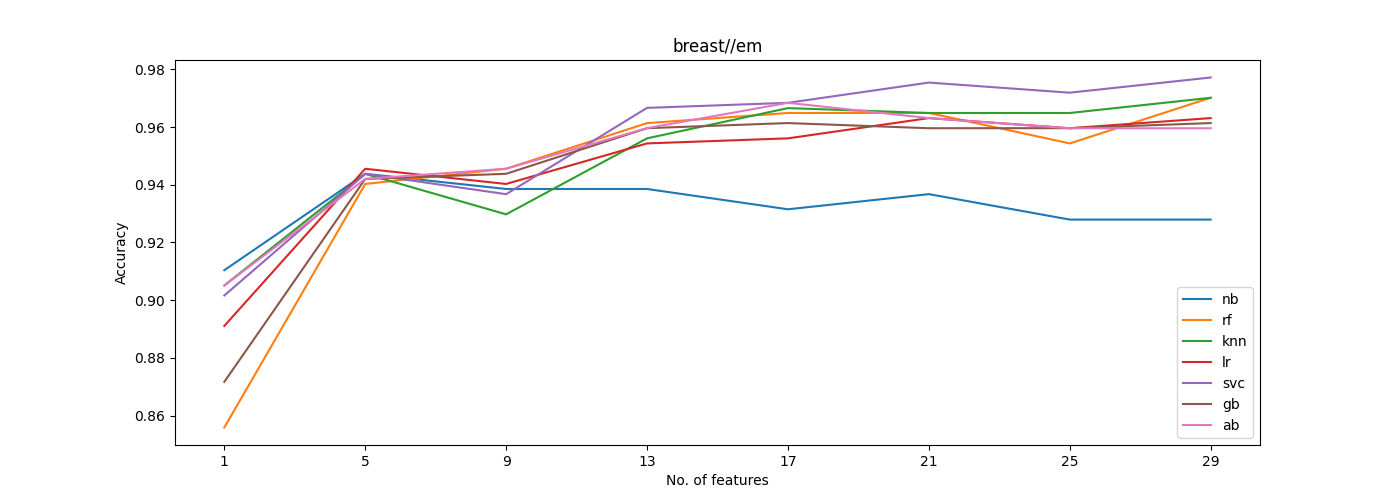 breast//em
Accuracy
0.98
0.96
0.94
0.92
0.90
0.88
0.86
1 5 9 13 17 21 25 29
No. of features
nb
rf
knn
lr
svc
gb
ab